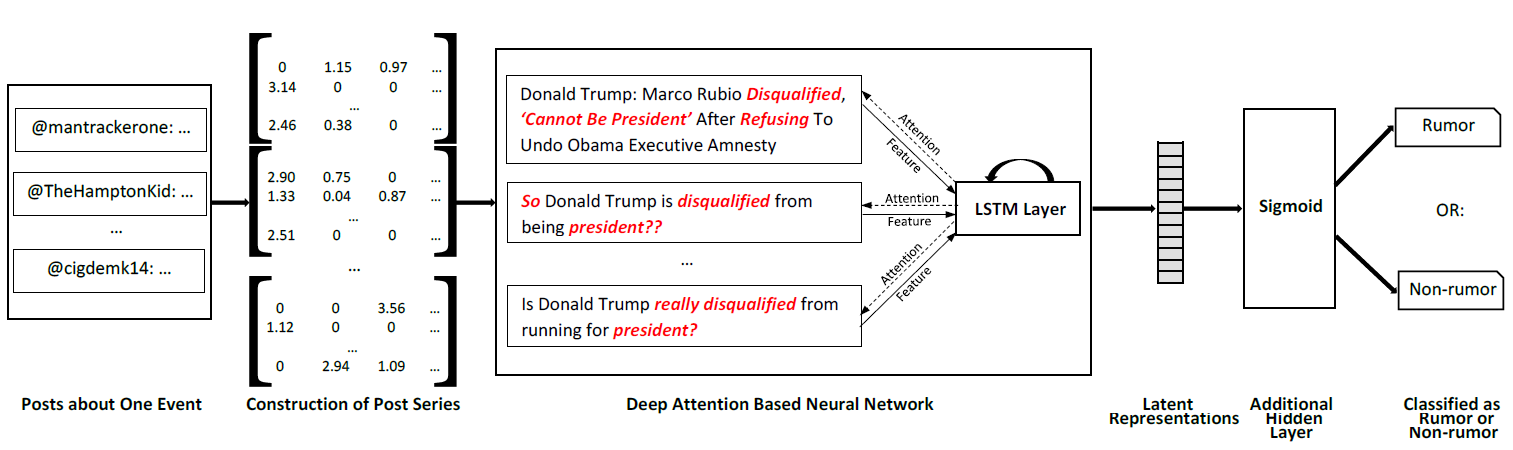 @mantrackerone: ...
@TheHamptonKid: ...
...
@cigdemk14: ...
Posts about One Event
0 1.15 0.97 ...
3.14 0 0 ...
...
2.46 0.38 0 ...
2.90 0.75 0 ...
1.33 0.04 0.87 ...
...
2.51 0 0 ...
...
0 0 3.56 ...
1.12 0 0 ...
...
0 2.94 1.09 ...
Construction of Post Series
Donald Trump: Marco Rubio Disqualified,
‘Cannot Be President’ After Refusing To
Undo Obama Executive Amnesty
So Donald Trump is disqualified from
being president??
...
Is Donald Trump really disqualified from
running for president?
Attention
Feature
Attention
Feature
Attention
Feature
LSTM Layer
Deep Attention Based Neural Network
Latent
Representations
Sigmoid
Additional
Hidden
Layer
Rumor
OR:
Non-rumor
Classified as
Rumor or
Non-rumor